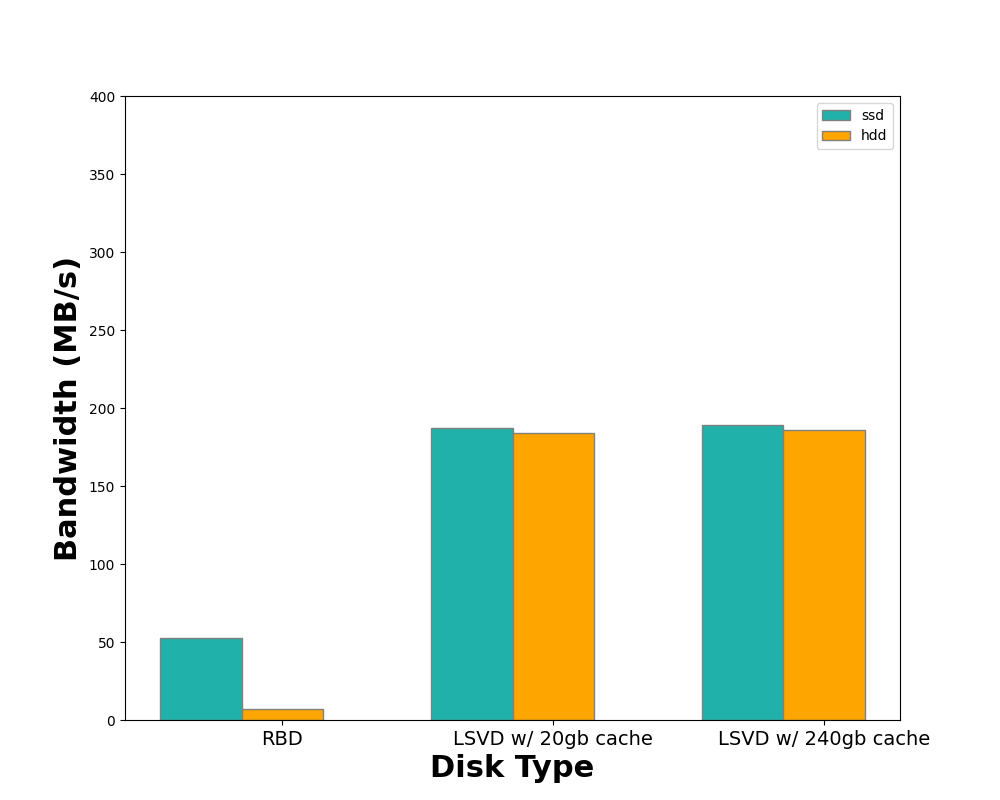 400
350
300
250
200
150
100
50
0
Bandwidth (MB/s)
ssd
hdd
RBD
LSVD w/ 20gb cache
LSVD w/ 240gb cache
Disk Type